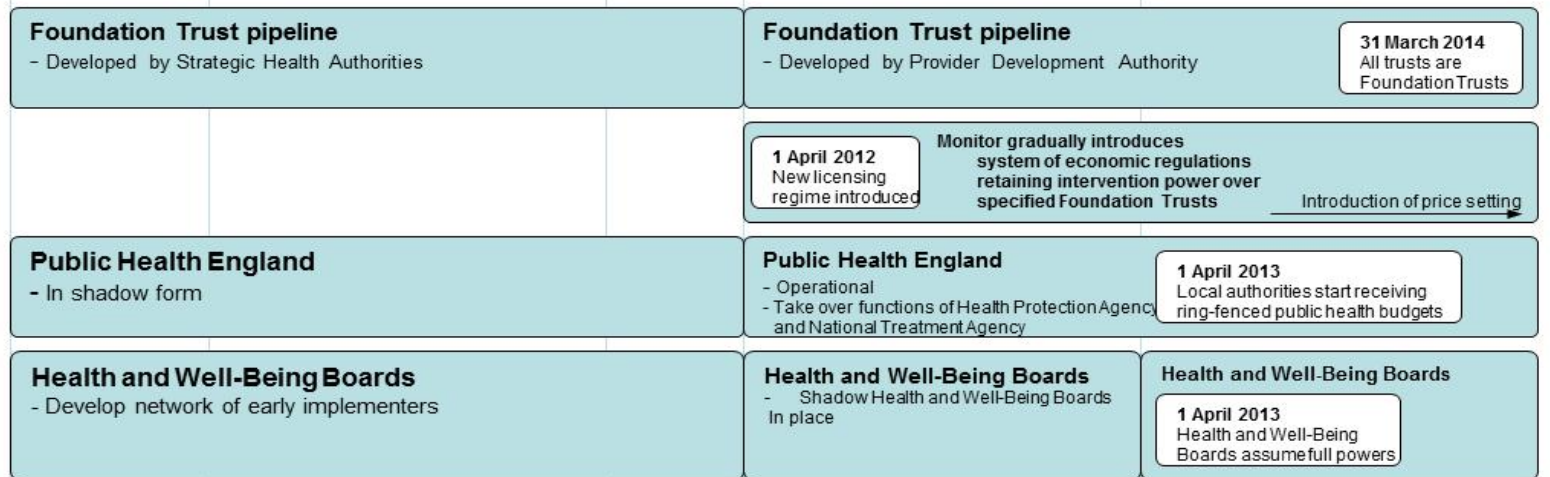 Foundation Trust pipeline
- Developed by Strategic Health Authorities
Foundation Trust pipeline
- Developed by Provider Development Authority
31 March 2014
All trusts are
Foundation Trusts
1 April 2012
New licensing
regime introduced
Monitor gradually introduces
system of economic regulations
retaining intervention power over
specified Foundation Trusts
Introduction of price setting
Public Health England
- In shadow form
Public Health England
- Operational
- Take over functions of Health Protection Agency
and National Treatment Agency
1 April 2013
Local authorities start receiving
ring-fenced public health budgets
Health and Well-Being Boards
- Develop network of early implementers
Health and Well-Being Boards
- Shadow Health and Well-Being Boards
In place
Health and Well-Being Boards
1 April 2013
Health and Well-Being
Boards assume full powers